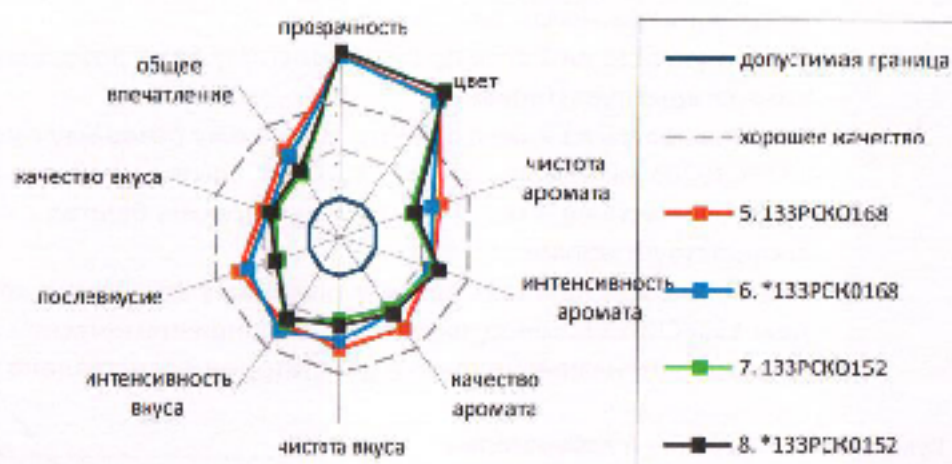 прозрачность
цвет
чистота
аромата
интенсивность
аромата
качество
аромата
чистота вкуса
интенсивность
вкуса
послевкусие
качество вкуса
общее
впечатление
допустимая граница
хорошее качество
5. 133РСКО168
6. *133РСК0168
7. 133РСКО152
8. *133РСК0152